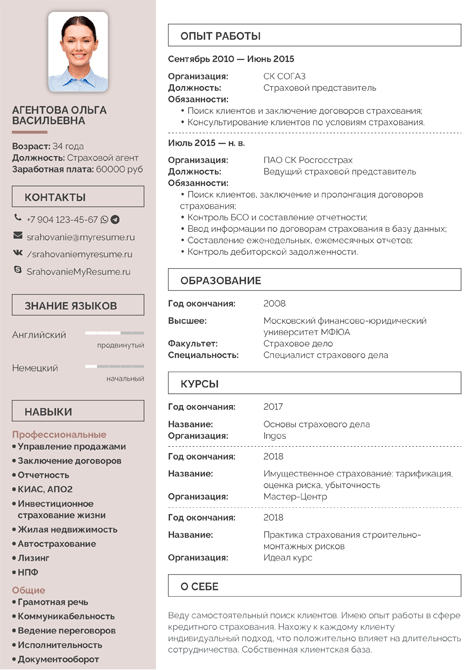 АГЕНТОВА ОЛЬГА
ВАСИЛЬЕВНА
Возраст: 34 года
Должность: Страховой агент
Заработная плата: 60000 руб
КОНТАКТЫ
+7 904 123-45-67
srahovanie@myresume.ru
/srahovaniemyresume.ru
SrahovanieMyResume.ru
ЗНАНИЕ ЯЗЫКОВ
Английский
продвинутый
Немецкий
начальный
НАВЫКИ
Профессиональные
• Управление продажами
• Заключение договоров
• Отчетность
• КИАС, АПО2
• Инвестиционное
страхование жизни
• Жилая недвижимость
• Автострахование
• Лизинг
• НПФ
Общие
• Грамотная речь
• Коммуникабельность
• Ведение переговоров
• Исполнительность
• Документооборот
ОПЫТ РАБОТЫ
Сентябрь 2010 — Июнь 2015
Организация: СК СОГАЗ
Должность: Страховой представитель
Обязанности:
• Поиск клиентов и заключение договоров страхования;
• Консультирование клиентов по условиям страхования.
Июль 2015 — н. в.
Организация: ПАО СК Росгосстрах
Должность: Ведущий страховой представитель
Обязанности:
• Поиск клиентов, заключение и пролонгация договоров
страхования;
• Контроль БСО и составление отчетности;
• Ввод информации по договорам страхования в базу данных;
• Составление еженедельных, ежемесячных отчетов;
• Контроль дебиторской задолженности.
ОБРАЗОВАНИЕ
Год окончания: 2008
Высшее: Московский финансово-юридический
университет МФЮА
Факультет: Страховое дело
Специальность: Специалист страхового дела
КУРСЫ
Год окончания: 2017
Название: Основы страхового дела
Организация: Ingos
Год окончания: 2018
Название: Имущественное страхование: тарификация,
оценка риска, убыточность
Организация: Мастер-Центр
Год окончания: 2018
Название: Практика страхования строительно-
монтажных рисков
Организация: Идеал курс
О СЕБЕ
Веду самостоятельный поиск клиентов. Имею опыт работы в сфере
кредитного страхования. Нахожу к каждому клиенту
индивидуальный подход, что положительно влияет на длительность
сотрудничества. Собственная клиентская база.